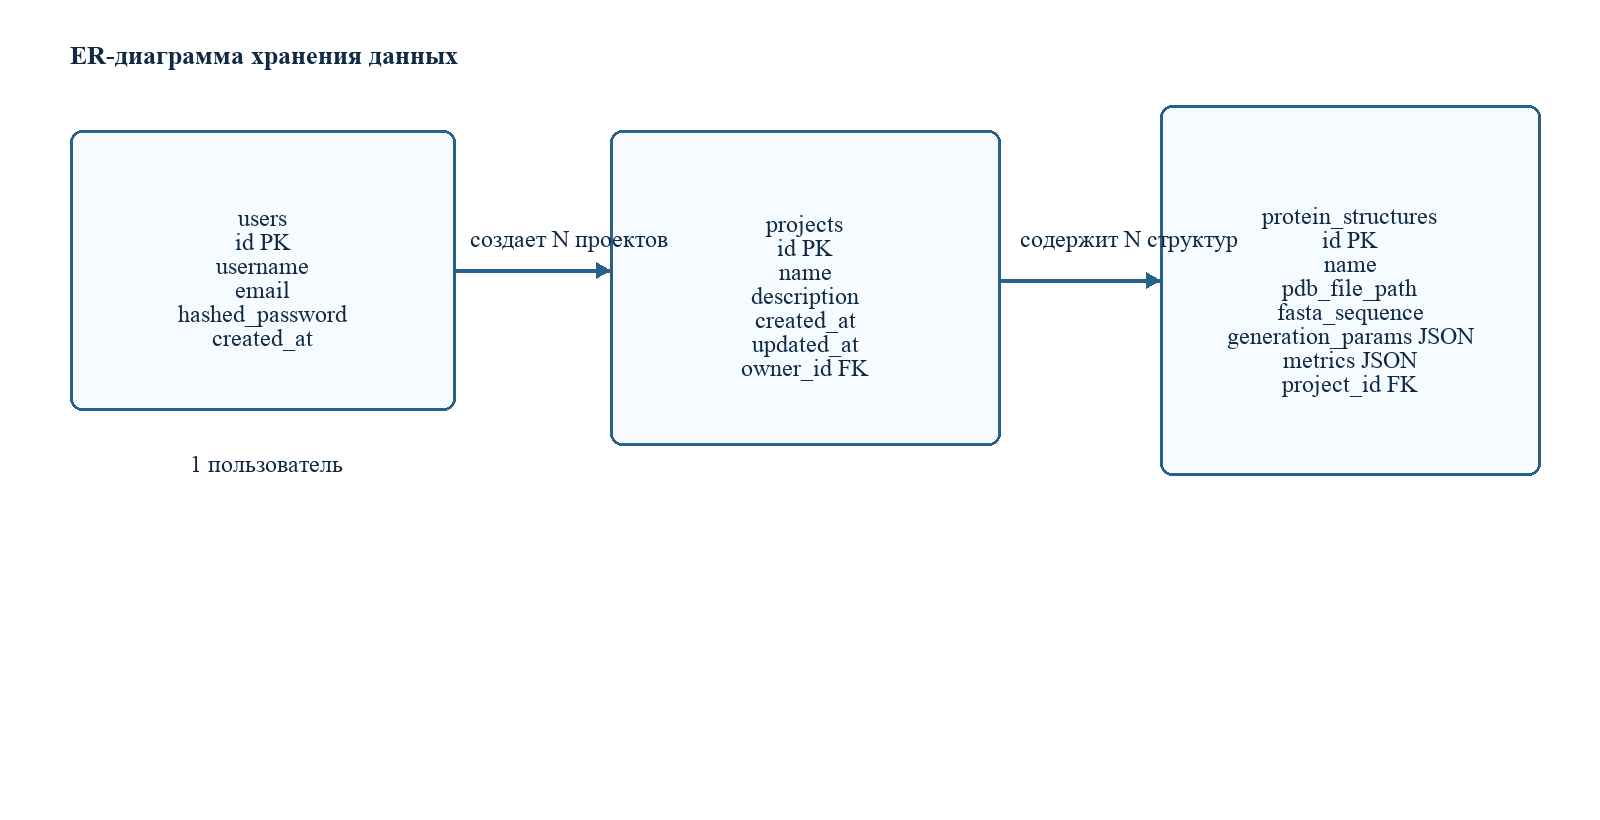 ER-диаграмма хранения данных
users
id PK
username
email
hashed_password
created_at
1 пользователь
создает N проектов
projects
id PK
name
description
created_at
updated_at
owner_id FK
содержит N структур
protein_structures
id PK
name
pdb_file_path
fasta_sequence
generation_params JSON
metrics JSON
project_id FK